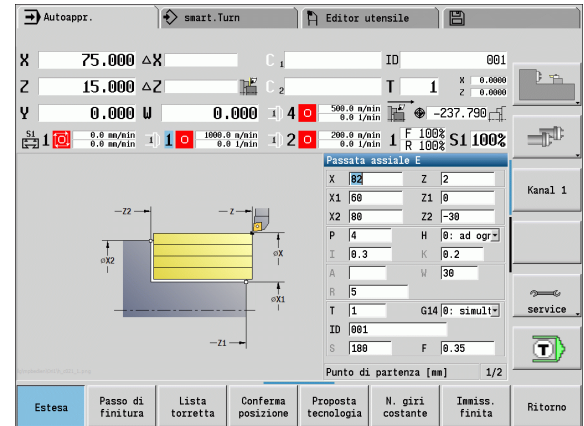 Autoappr. smart.Turn Editor utensile
X 75.000 ΔX C 1 ID 001
Z 15.000 ΔZ C 2 T 1 X 0.0000 Z 0.0000
Y 0.000 W 0.000 4 0 500.0 m/min 0.0 1/min -237.790
S1 1 0.0 mm/min 0.0 mm/min 1 0 1000.0 m/min 0.0 1/min 2 0 200.0 m/min 0.0 1/min 1 F 100% R 100% S1 100%
Passata assiale E
X 82 Z 2
X1 60 Z1 0
X2 80 Z2 -30
P 4 H 0: ad ogr
I 0.3 K 0.2
A W 30
R 5
T 1 G14 0: simult
ID 001
S 180 F 0.35
Punto di partenza [mm] 1/2
Z2 Z
øX2 øX
øX1
Z1
Kanal 1
service
T
Estesa
Passo di finitura
Lista torretta
Conferma posizione
Proposta tecnologia
N. giri costante
Immiss. finita
Ritorno